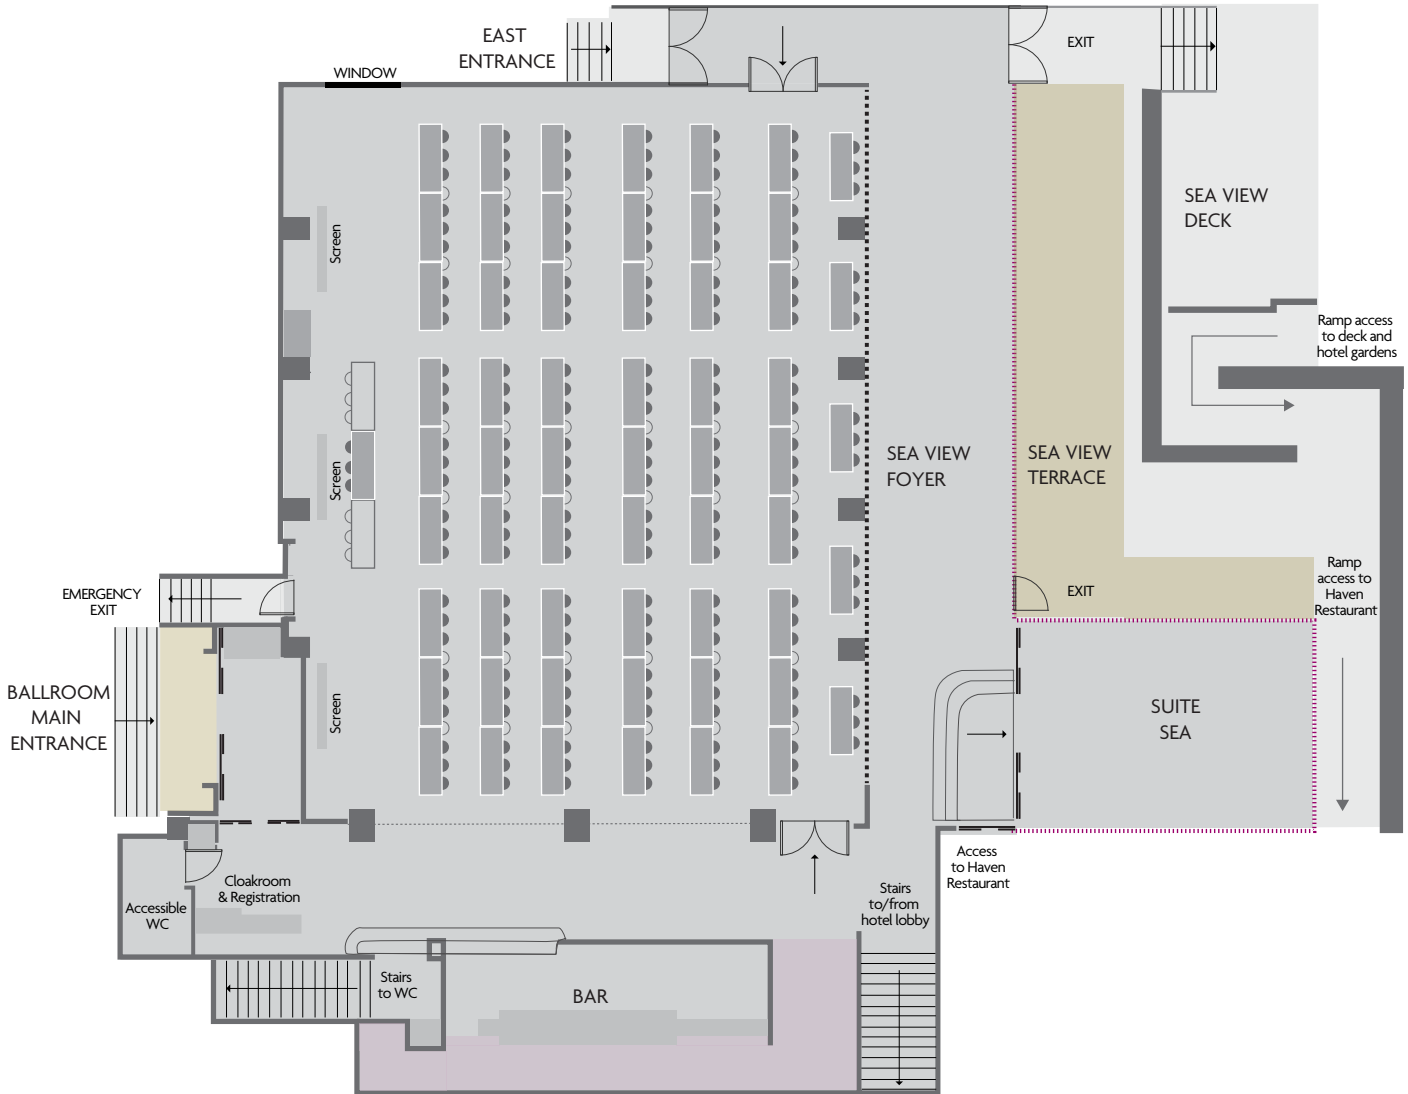 EAST
ENTRANCE
EXIT
WINDOW
SEA VIEW
DECK
Screen
Ramp access
to deck and
hotel gardens
Screen
SEA VIEW
FOYER
SEA VIEW
TERRACE
EMERGENCY
EXIT
EXIT
Ramp
access to
Haven
Restaurant
BALLROOM
MAIN
ENTRANCE
Screen
SUITE
SEA
Access
to Haven
Restaurant
Cloakroom
& Registration
Accessible
WC
Stairs
to/from
hotel lobby
Stairs
to WC
BAR